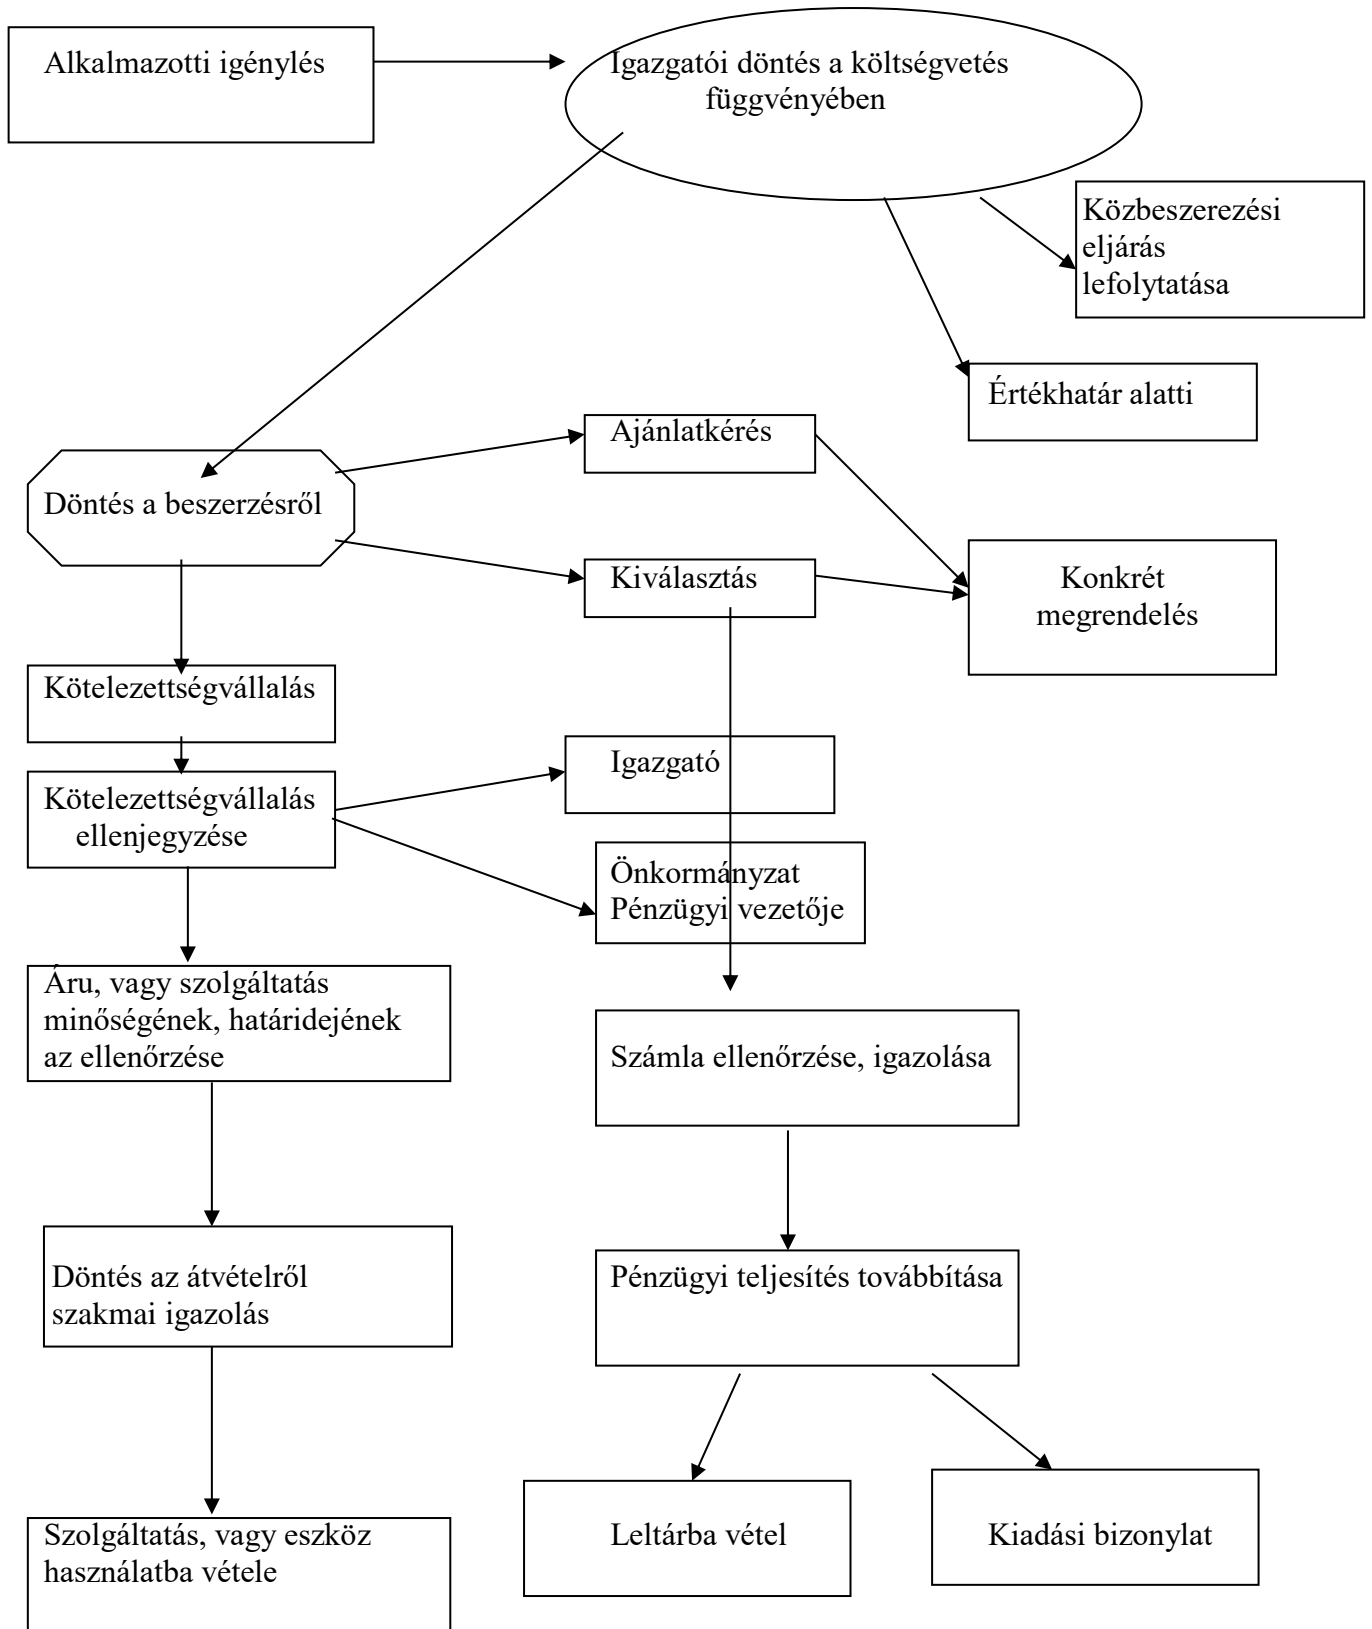 Alkalmazotti igénylés
Igazgatói döntés a költségvetés
függvényében
Közbeszerezési
eljárás
lefolytatása
Értékhatár alatti
Ajánlatkérés
Döntés a beszerzésről
Kiválasztás
Konkrét
megrendelés
Kötelezettségvállalás
Igazgató
Kötelezettségvállalás
ellenjegyzése
Önkormányzat
Pénzügyi vezetője
Áru, vagy szolgáltatás
minőségének, határidejének
az ellenőrzése
Számla ellenőrzése, igazolása
Döntés az átvételről
szakmai igazolás
Pénzügyi teljesítés továbbítása
Szolgáltatás, vagy eszköz
használatba vétele
Leltárba vétel
Kiadási bizonylat